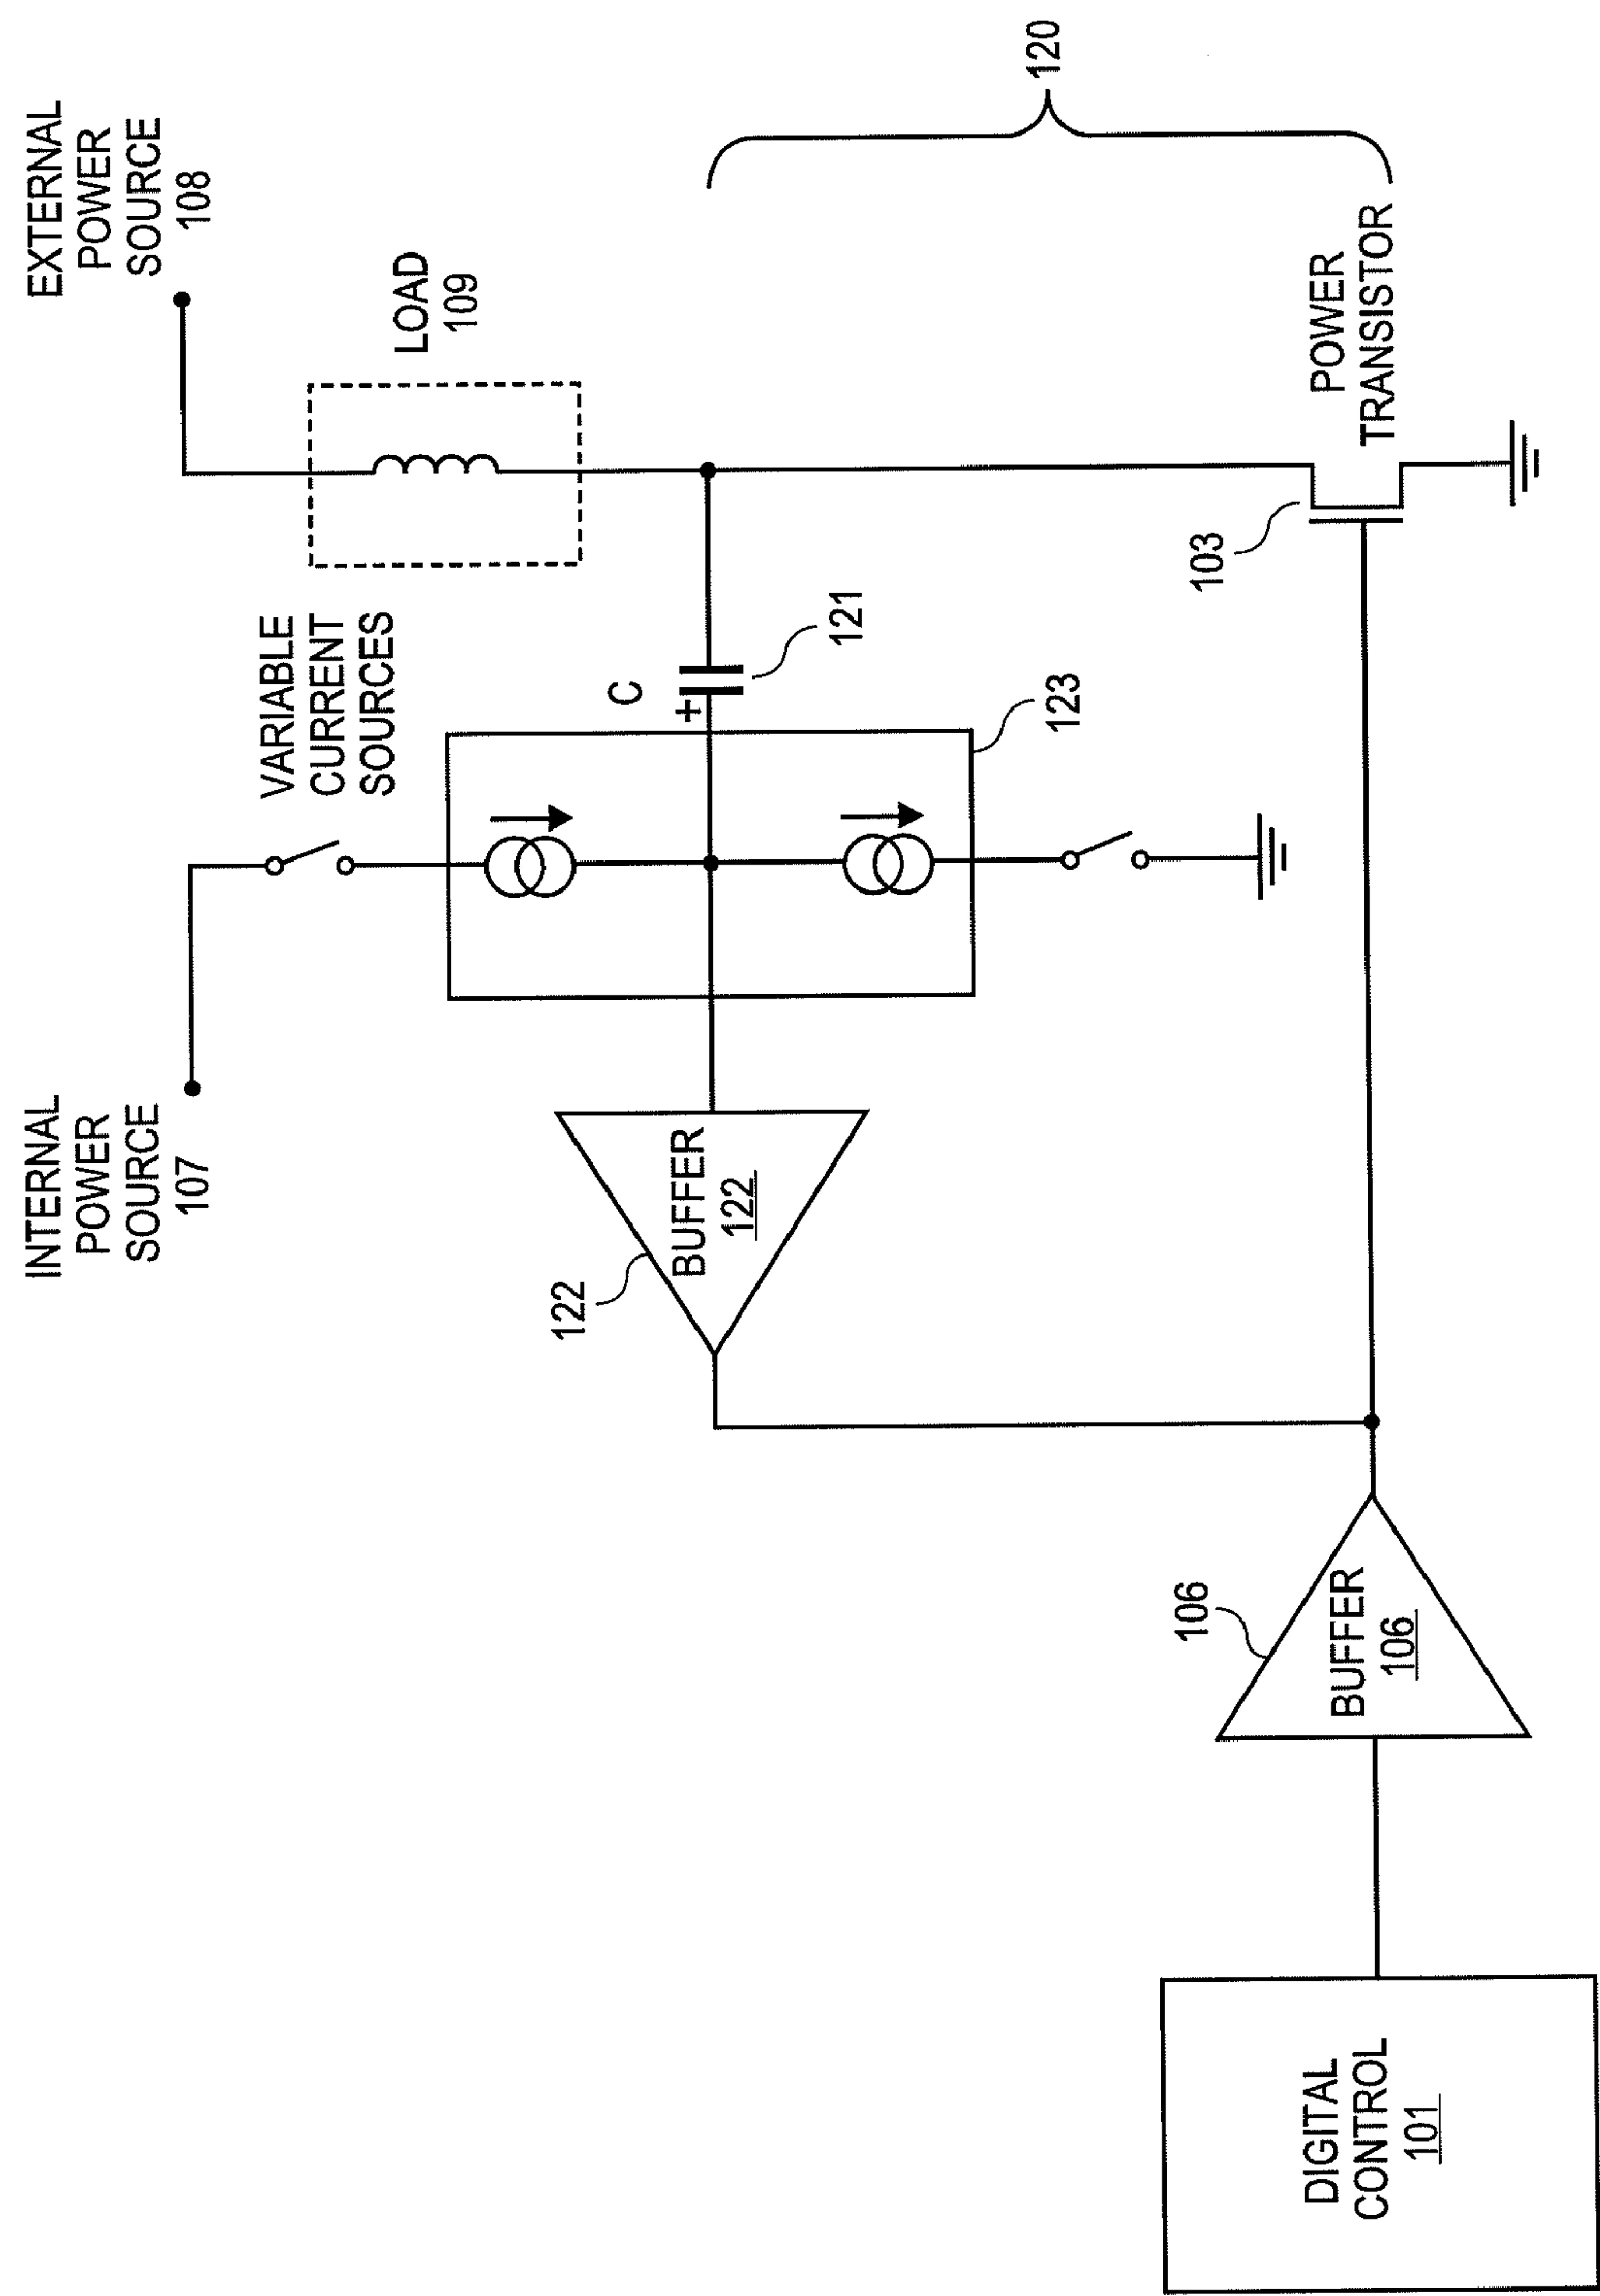 EXTERNAL
POWER
SOURCE
108
LOAD
109
120
VARIABLE
CURRENT
SOURCES
C
+
121
123
INTERNAL
POWER
SOURCE
107
POWER
TRANSISTOR
103
BUFFER
122
122
BUFFER
106
106
DIGITAL
CONTROL
101